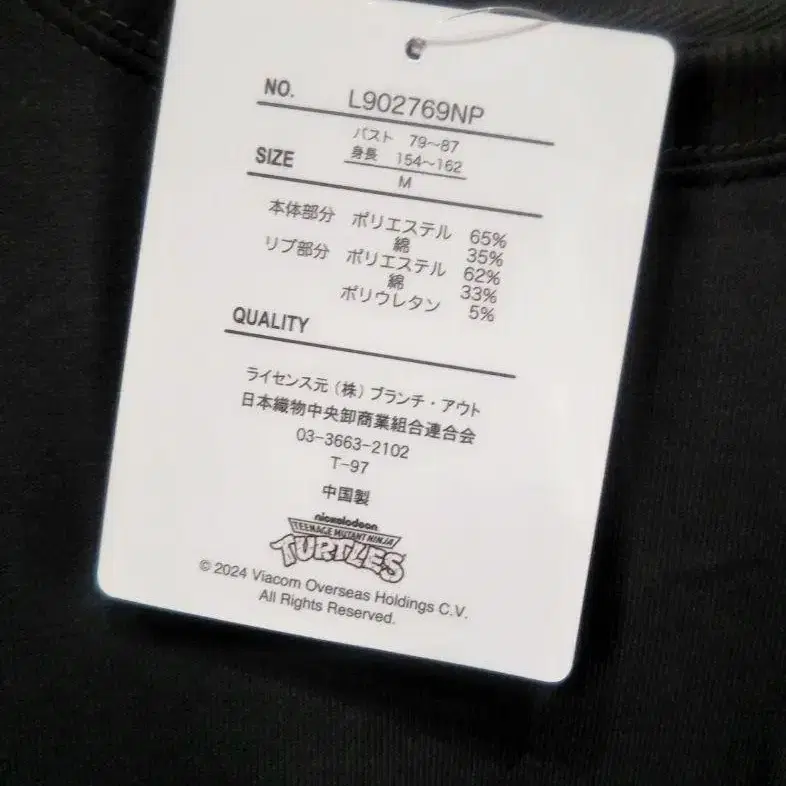 NO. L902769NP
バスト 79~87
身長 154~162
SIZE
M
本体部分 ポリエステル 65%
綿 35%
リブ部分 ポリエステル 62%
綿 33%
ポリウレタン 5%
QUALITY
ライセンス元(株)ブランチ・アウト
日本織物中央卸商業組合連合会
03-3663-2102
T-97
中国製
nickelodeon
TEENAGE MUTANT NINJA
TURTLES
© 2024 Viacom Overseas Holdings C.V.
All Rights Reserved.